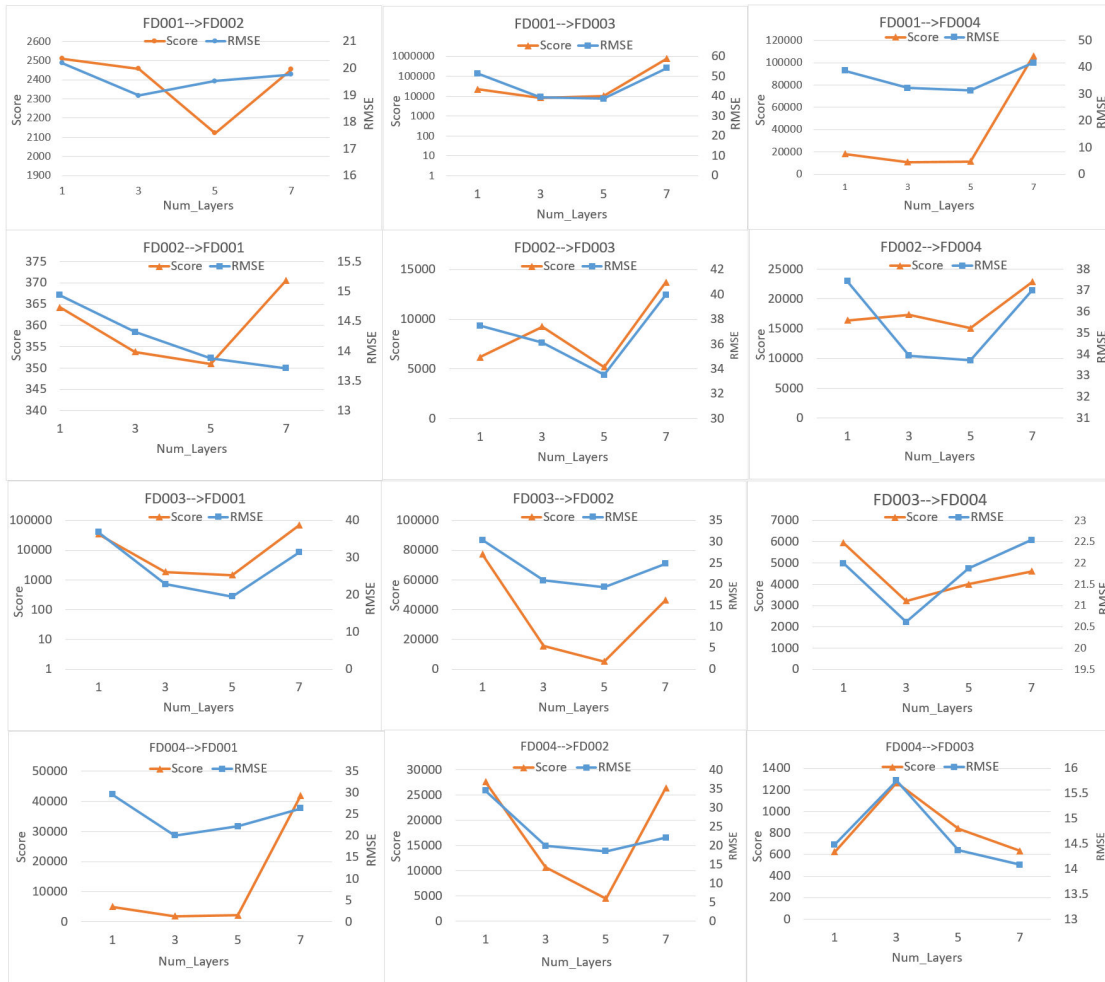 FD001-->FD002
Score RMSE
2600
2500
2400
2300
2200
2100
2000
1900
21
20
19
18
17
16
Score
RMSE
1 3 5 7
Num_Layers
FD001-->FD003
Score RMSE
1000000
100000
10000
1000
100
10
1
60
50
40
30
20
10
0
Score
RMSE
1 3 5 7
Num_Layers
FD001-->FD004
Score RMSE
120000
100000
80000
60000
40000
20000
0
50
40
30
20
10
0
Score
RMSE
1 3 5 7
Num_Layers
FD002-->FD001
Score RMSE
375
370
365
360
355
350
345
340
15.5
15
14.5
14
13.5
13
Score
RMSE
1 3 5 7
Num_Layers
FD002-->FD003
Score RMSE
15000
10000
5000
0
42
40
38
36
34
32
30
Score
RMSE
1 3 5 7
Num_Layers
FD002-->FD004
Score RMSE
25000
20000
15000
10000
5000
0
38
37
36
35
34
33
32
31
Score
RMSE
1 3 5 7
Num_Layers
FD003-->FD001
Score RMSE
100000
10000
1000
100
10
1
40
30
20
10
0
Score
RMSE
1 3 5 7
Num_Layers
FD003-->FD002
Score RMSE
100000
80000
60000
40000
20000
0
35
30
25
20
15
10
5
0
Score
RMSE
1 3 5 7
Num_Layers
FD003-->FD004
Score RMSE
7000
6000
5000
4000
3000
2000
1000
0
23
22.5
22
21.5
21
20.5
20
19.5
Score
RMSE
1 3 5 7
Num_Layers
FD004-->FD001
Score RMSE
50000
40000
30000
20000
10000
0
35
30
25
20
15
10
5
0
Score
RMSE
1 3 5 7
Num_Layers
FD004-->FD002
Score RMSE
30000
25000
20000
15000
10000
5000
0
40
35
30
25
20
15
10
5
0
Score
RMSE
1 3 5 7
Num_Layers
FD004-->FD003
Score RMSE
1400
1200
1000
800
600
400
200
0
16
15.5
15
14.5
14
13.5
13
Score
RMSE
1 3 5 7
Num_Layers